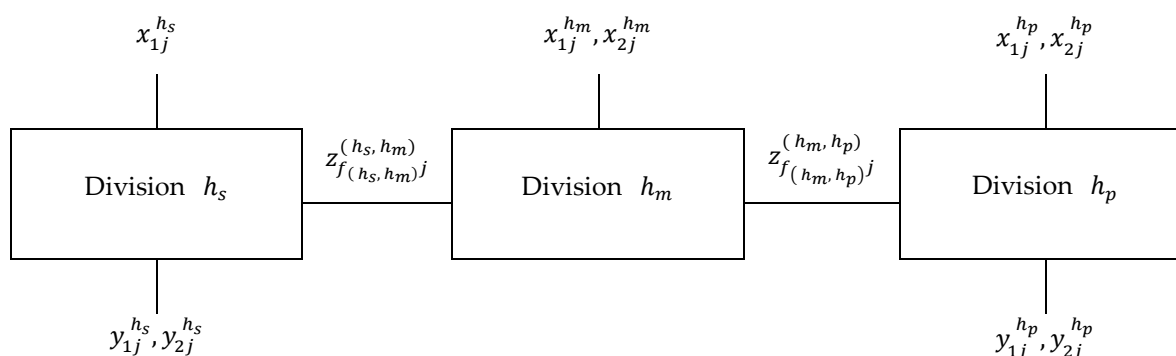 x_{1j}^{h_s}
x_{1j}^{h_m}, x_{2j}^{h_m}
x_{1j}^{h_p}, x_{2j}^{h_p}
Division h_s
z_{f_{(h_s, h_m)}j}^{(h_s, h_m)}
Division h_m
z_{f_{(h_m, h_p)}j}^{(h_m, h_p)}
Division h_p
y_{1j}^{h_s}, y_{2j}^{h_s}
y_{1j}^{h_p}, y_{2j}^{h_p}